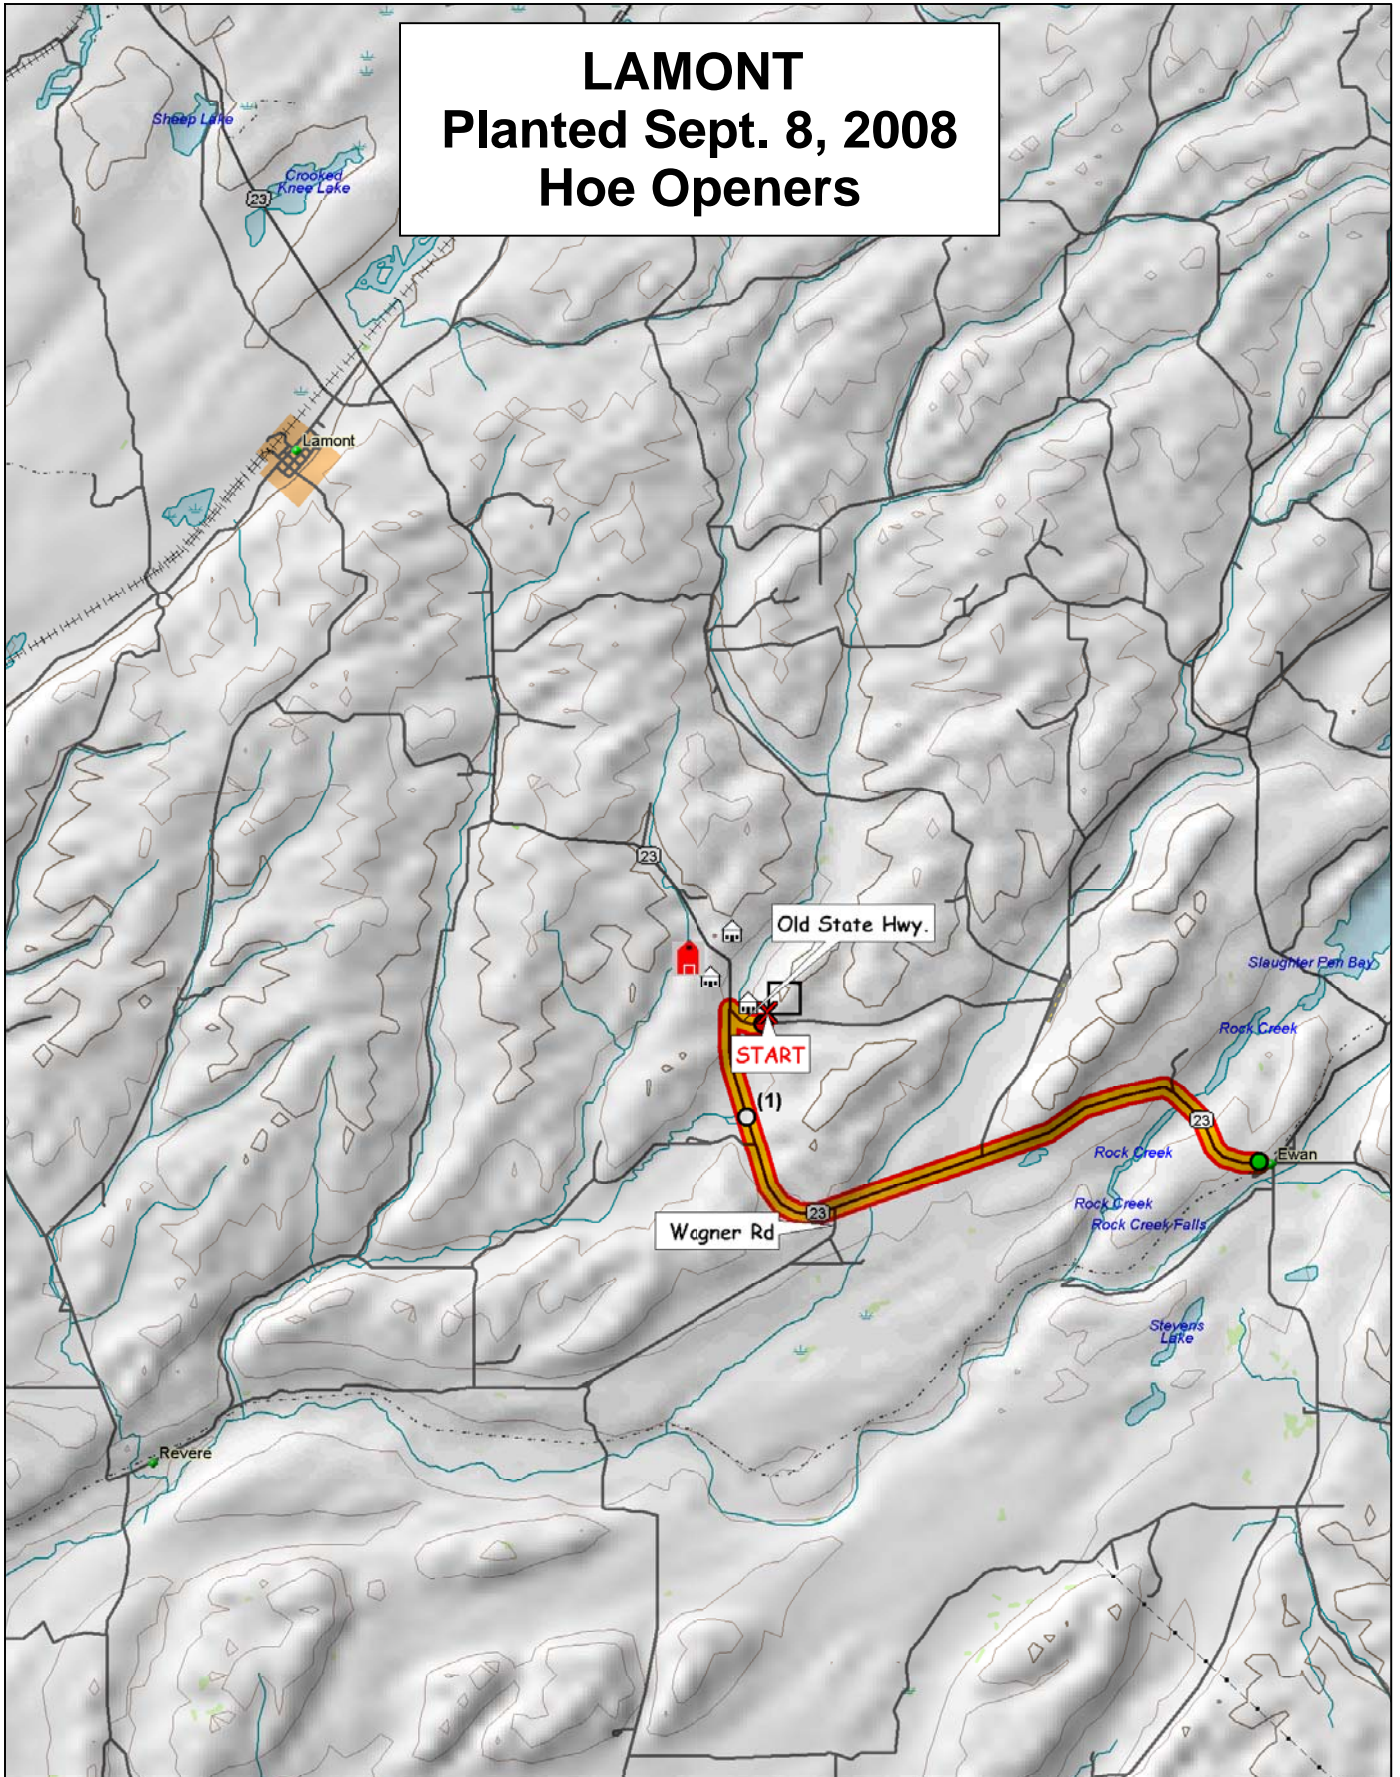 LAMONT
Planted Sept. 8, 2008
Hoe Openers
Sheep Lake
Crooked
Knee Lake
23
Lamont
23
Old State Hwy.
Slaughter Pen Bay
Rock Creek
START
(1)
23
Rock Creek
Ewan
Rock Creek
23
Rock Creek Falls
Wagner Rd
Stevens
Lake
Revere